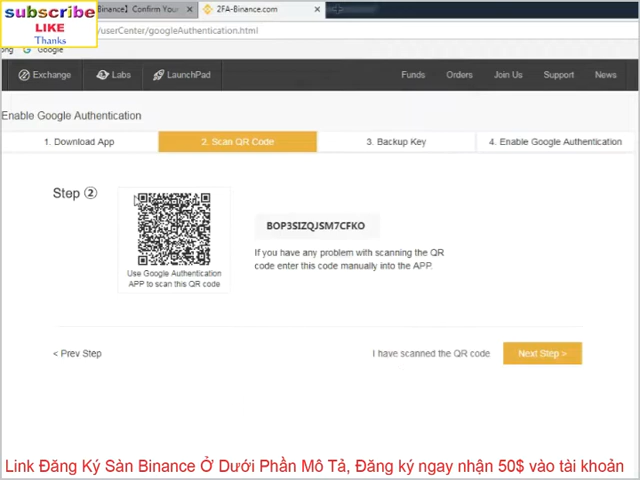 subscribe
LIKE
Thanks
Binance】Confirm Your
2FA-Binance.com
/userCenter/googleAuthentication.html
Google
Exchange
Labs
LaunchPad
Funds
Orders
Join Us
Support
News
Enable Google Authentication
1. Download App
2. Scan QR Code
3. Backup Key
4. Enable Google Authentication
Step ②
BOP3SIZQJSM7CFKO
If you have any problem with scanning the QR
code enter this code manually into the APP.
Use Google Authentication
APP to scan this QR code
< Prev Step
I have scanned the QR code
Next Step >
Link Đăng Ký Sàn Binance Ở Dưới Phần Mô Tả, Đăng ký ngay nhận 50$ vào tài khoản